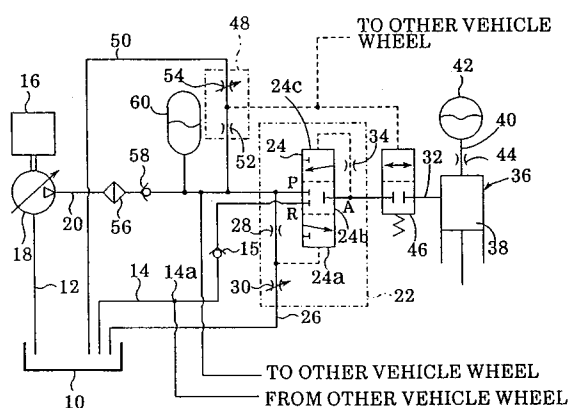 TO OTHER VEHICLE
WHEEL
50
48
16
54
60
24c
42
24
34
40
52
44
58
P
32
36
A
R
20
56
28
24b
46
38
18
15
24a
14
14a
30
22
12
26
TO OTHER VEHICLE WHEEL
FROM OTHER VEHICLE WHEEL
10